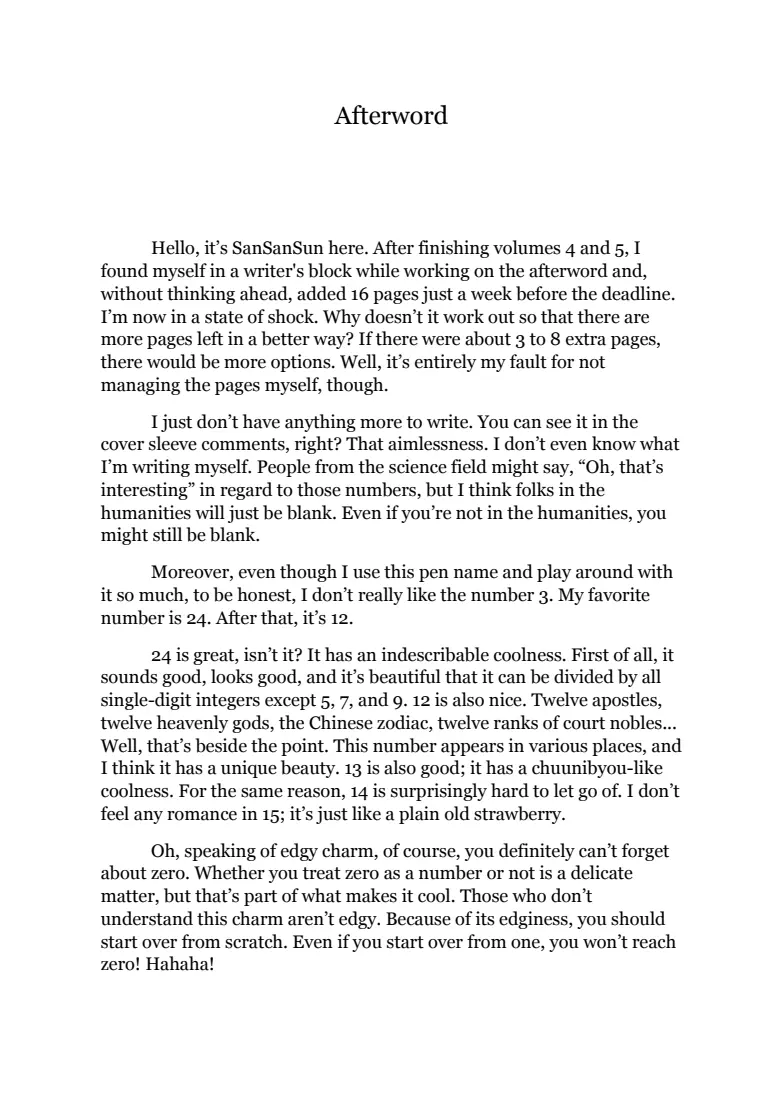 Afterword
Hello, it’s SanSanSun here. After finishing volumes 4 and 5, I
found myself in a writer's block while working on the afterword and,
without thinking ahead, added 16 pages just a week before the deadline.
I’m now in a state of shock. Why doesn’t it work out so that there are
more pages left in a better way? If there were about 3 to 8 extra pages,
there would be more options. Well, it’s entirely my fault for not
managing the pages myself, though.
I just don’t have anything more to write. You can see it in the
cover sleeve comments, right? That aimlessness. I don’t even know what
I’m writing myself. People from the science field might say, “Oh, that’s
interesting” in regard to those numbers, but I think folks in the
humanities will just be blank. Even if you’re not in the humanities, you
might still be blank.
Moreover, even though I use this pen name and play around with
it so much, to be honest, I don’t really like the number 3. My favorite
number is 24. After that, it’s 12.
24 is great, isn’t it? It has an indescribable coolness. First of all, it
sounds good, looks good, and it’s beautiful that it can be divided by all
single-digit integers except 5, 7, and 9. 12 is also nice. Twelve apostles,
twelve heavenly gods, the Chinese zodiac, twelve ranks of court nobles...
Well, that’s beside the point. This number appears in various places, and
I think it has a unique beauty. 13 is also good; it has a chuunibyou-like
coolness. For the same reason, 14 is surprisingly hard to let go of. I don’t
feel any romance in 15; it’s just like a plain old strawberry.
Oh, speaking of edgy charm, of course, you definitely can’t forget
about zero. Whether you treat zero as a number or not is a delicate
matter, but that’s part of what makes it cool. Those who don’t
understand this charm aren’t edgy. Because of its edginess, you should
start over from scratch. Even if you start over from one, you won’t reach
zero! Hahaha!